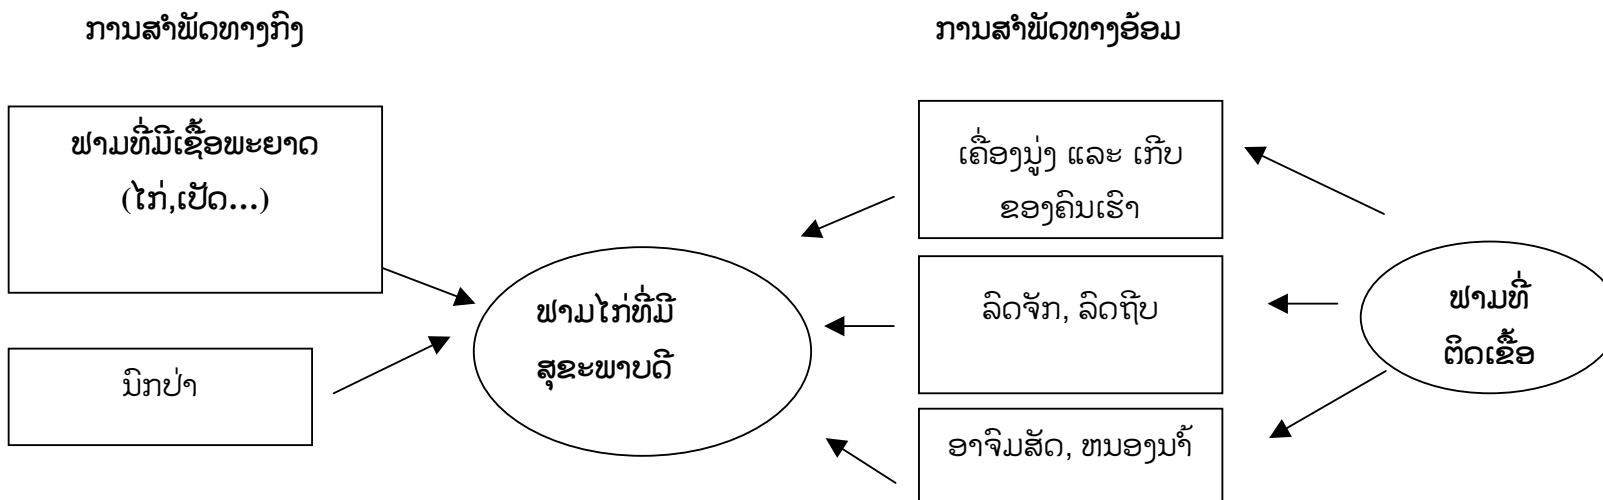 ການສຳພັດທາງກົງ
ການສຳພັດທາງອ້ອມ
ຟາມທີ່ມີເຊື້ອພະຍາດ
(ໄກ່,ເປັດ...)
ນົກປ່າ
ຟາມໄກ່ທີ່ມີ
ສຸຂະພາບດີ
ເຄື່ອງນູ່ງ ແລະ ເກີບ
ຂອງຄົນເຮົາ
ລົດຈັກ, ລົດຖີບ
ອາຈົມສັດ, ຫນອງນຳ້
ຟາມທີ່
ຕິດເຂື້ອ